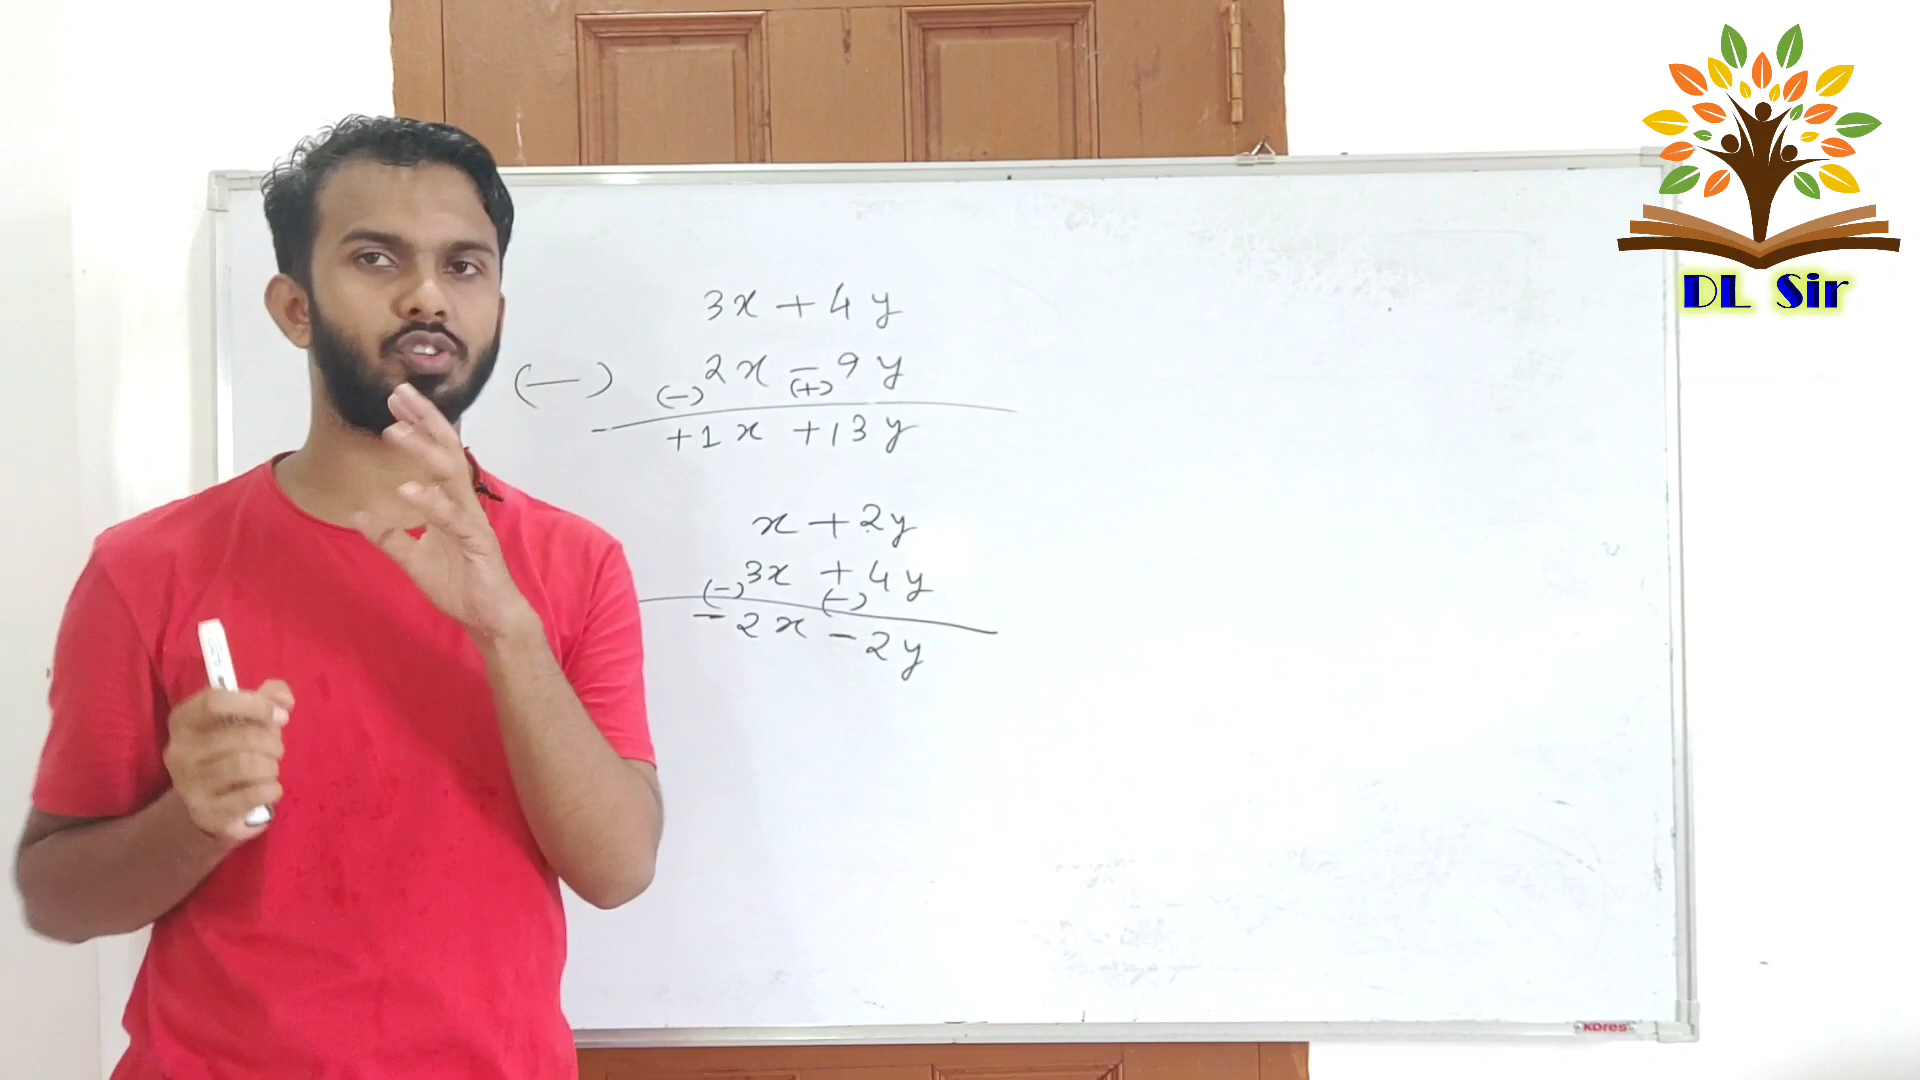 3x + 4y
(-) 2x - 9y
(-) (+)
+1x +13y
x + 2y
3x + 4y
(-) (-)
-2x - 2y
DL Sir
KORES